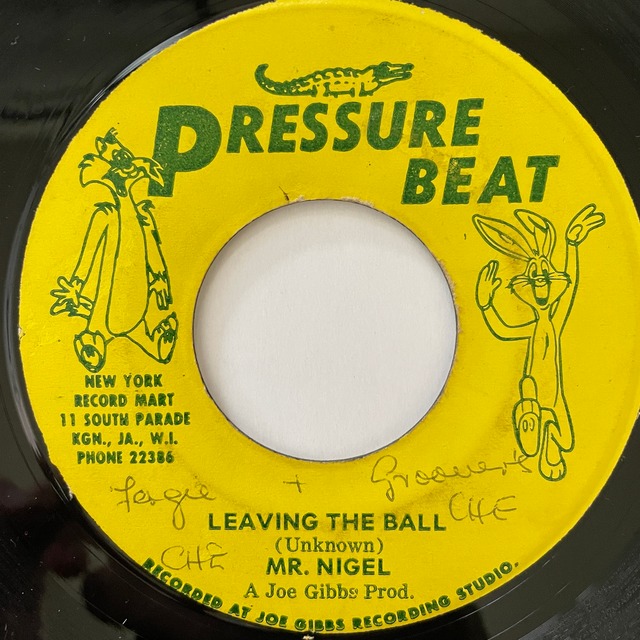 PRESSURE
BEAT
NEW YORK
RECORD MART
11 SOUTH PARADE
KGN., JA., W.I.
PHONE 22386
+ Groover's
CHE
LEAVING THE BALL
(Unknown)
CHE
MR. NIGEL
A Joe Gibbs Prod.
RECORDED AT JOE GIBBS RECORDING STUDIO.